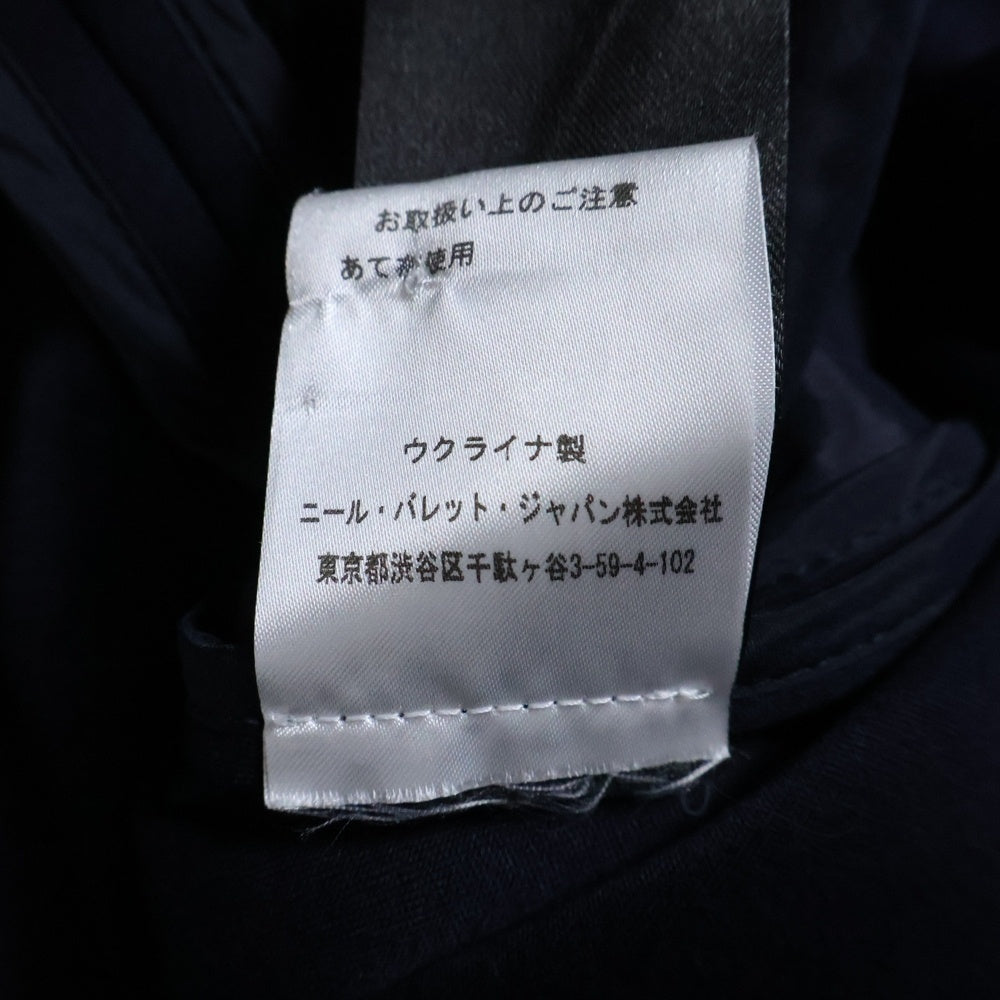 お取扱い上のご注意
あて布使用
ウクライナ製
ニール・バレット・ジャパン株式会社
東京都渋谷区千駄ヶ谷3-59-4-102